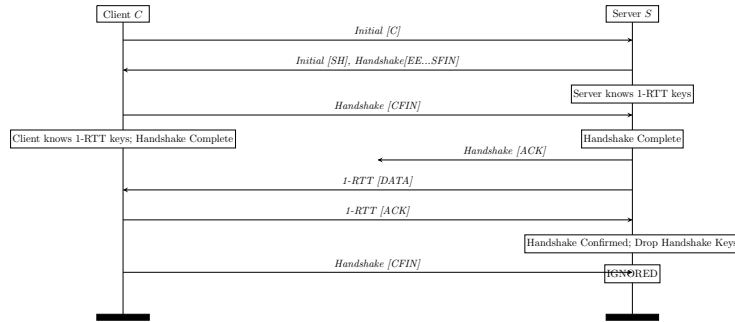 Client C
Server S
Initial [C]
Initial [SH], Handshake[EE...SFIN]
Server knows 1-RTT keys
Handshake [CFIN]
Client knows 1-RTT keys; Handshake Complete
Handshake Complete
Handshake [ACK]
1-RTT [DATA]
1-RTT [ACK]
Handshake Confirmed; Drop Handshake Keys
Handshake [CFIN]
IGNORED